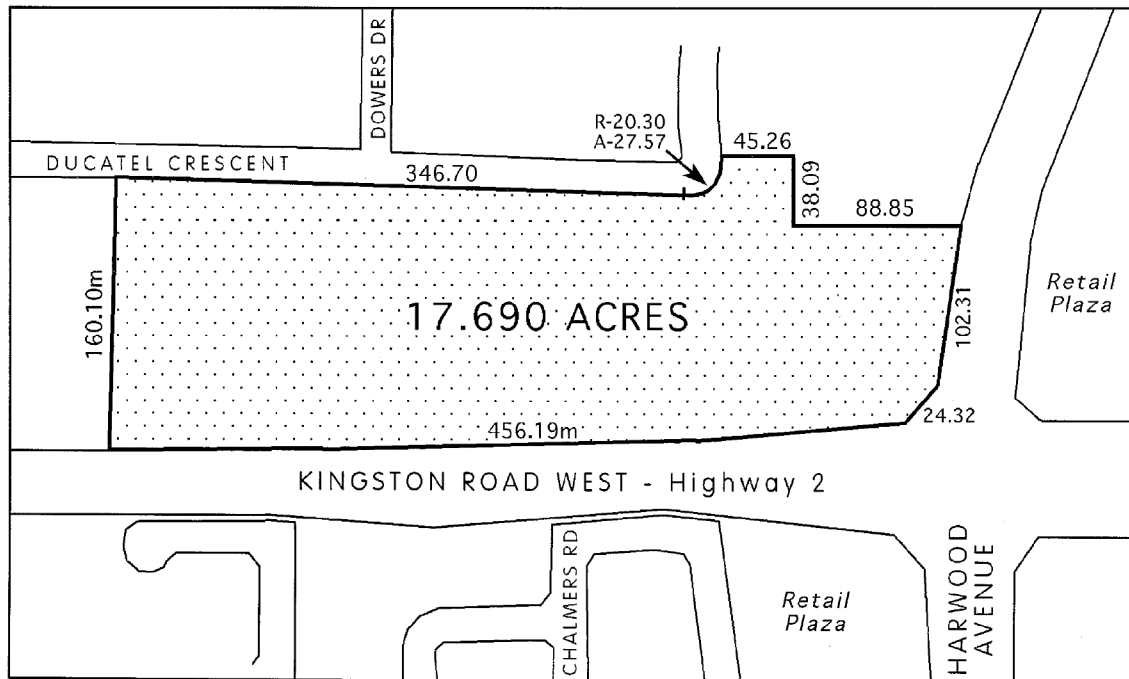 DOWERS DR
R-20.30
A-27.57
45.26
DUCATEL CRESCENT
346.70
38.09
88.85
160.10m
17.690 ACRES
102.31
Retail
Plaza
24.32
456.19m
KINGSTON ROAD WEST - Highway 2
CHALMERS RD
Retail
Plaza
HARWOOD
AVENUE